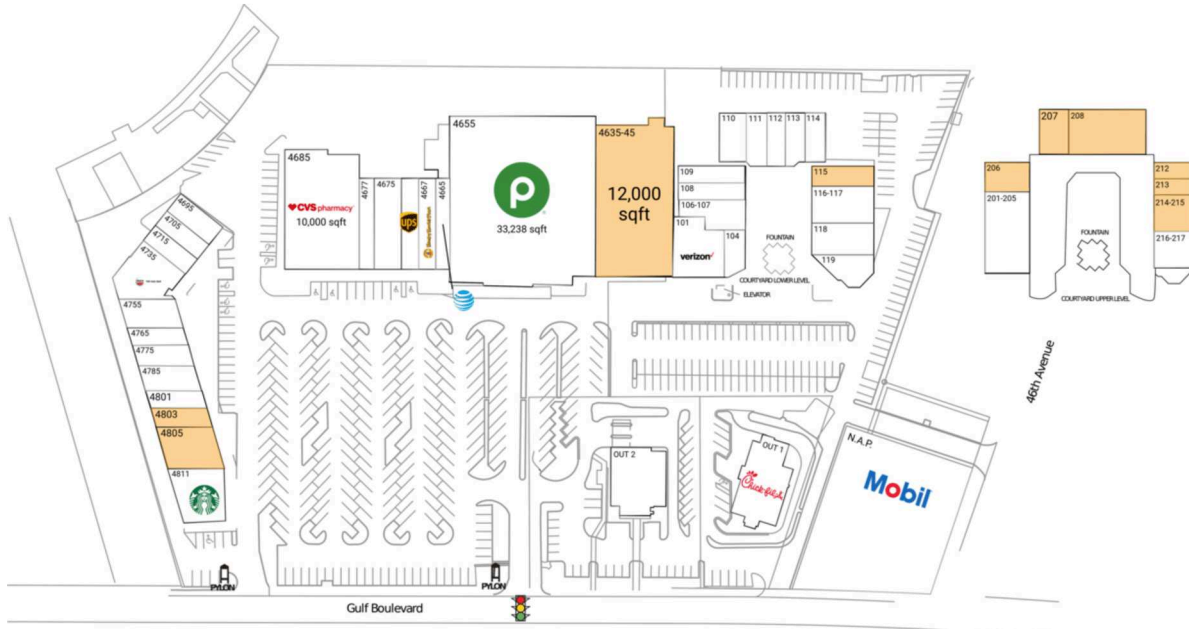 4695
4705
4715
4735
4755
4765
4775
4785
4801
4803
4805
4811
PYLON
4685
CVS pharmacy
10,000 sqft
4677
4675
ups
4667
4665
4655
P
33,238 sqft
4635-45
12,000
sqft
109
108
106-107
101
104
verizon
110
111
112
113
114
115
116-117
118
119
FOUNTAIN
COURTYARD LOWER LEVEL
ELEVATOR
206
201-205
207
208
212
213
214-215
216-217
FOUNTAIN
COURTYARD UPPER LEVEL
46th Avenue
OUT 2
OUT 1
Chick-fil-A
N.A.P.
Mobil
PYLON
Gulf Boulevard